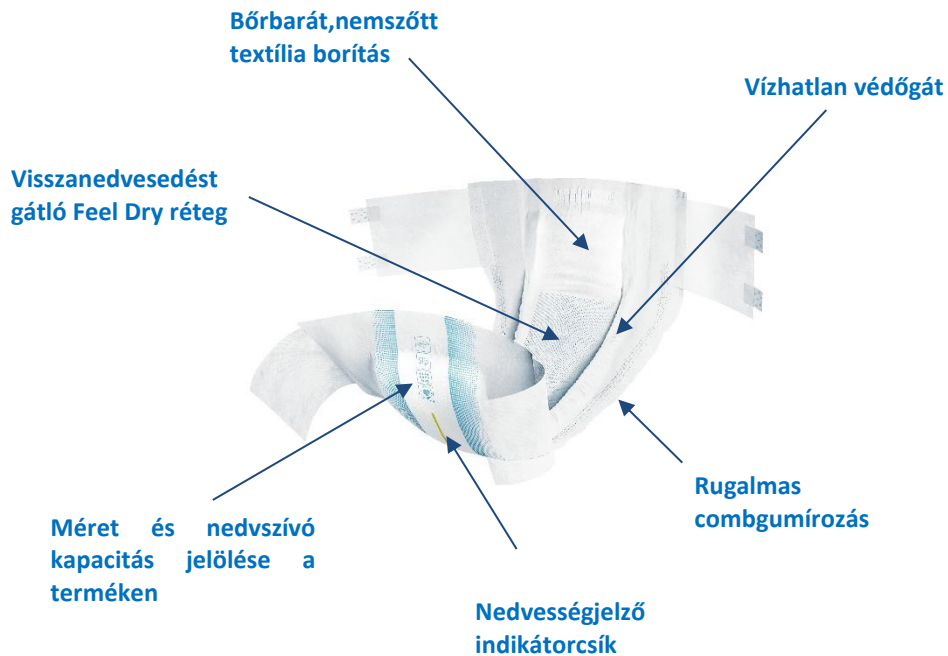 Bőrbarát,nemszőtt
textília borítás
Vízhatlan védőgát
Visszanedvesedést
gátló Feel Dry réteg
Rugalmas
combgumírozás
Méret és nedvszívó
kapacitás jelölése a
terméken
Nedvességjelző
indikátorcsík